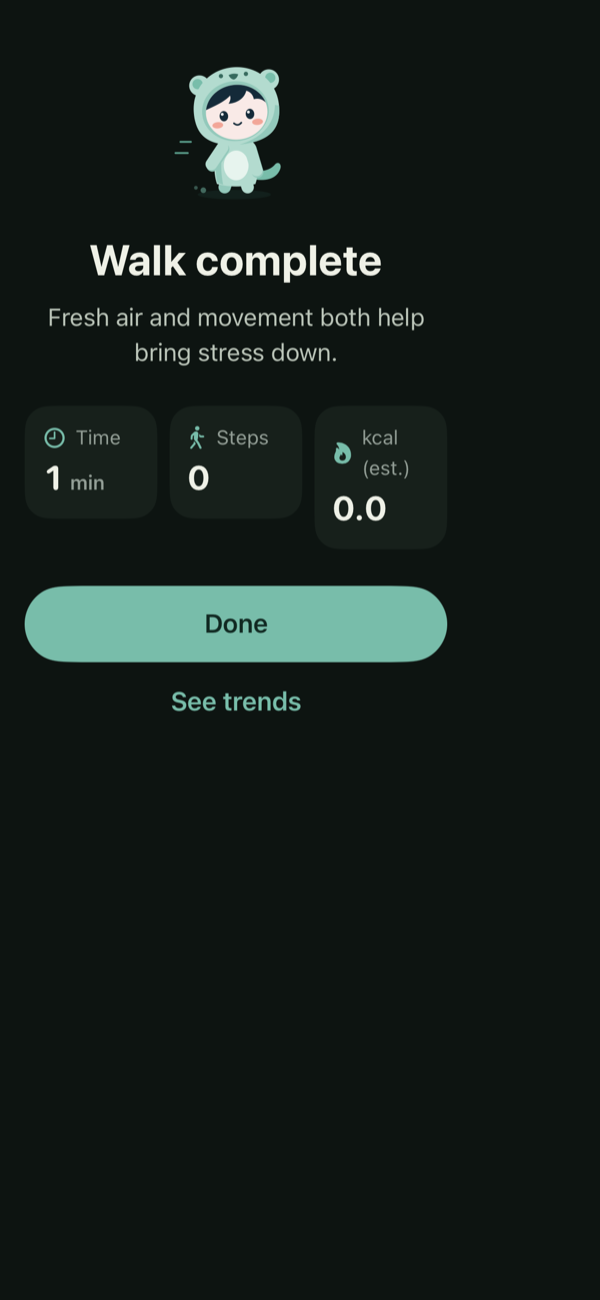 Walk complete
Fresh air and movement both help
bring stress down.
Time
1 min
Steps
0
kcal
(est.)
0.0
Done
See trends